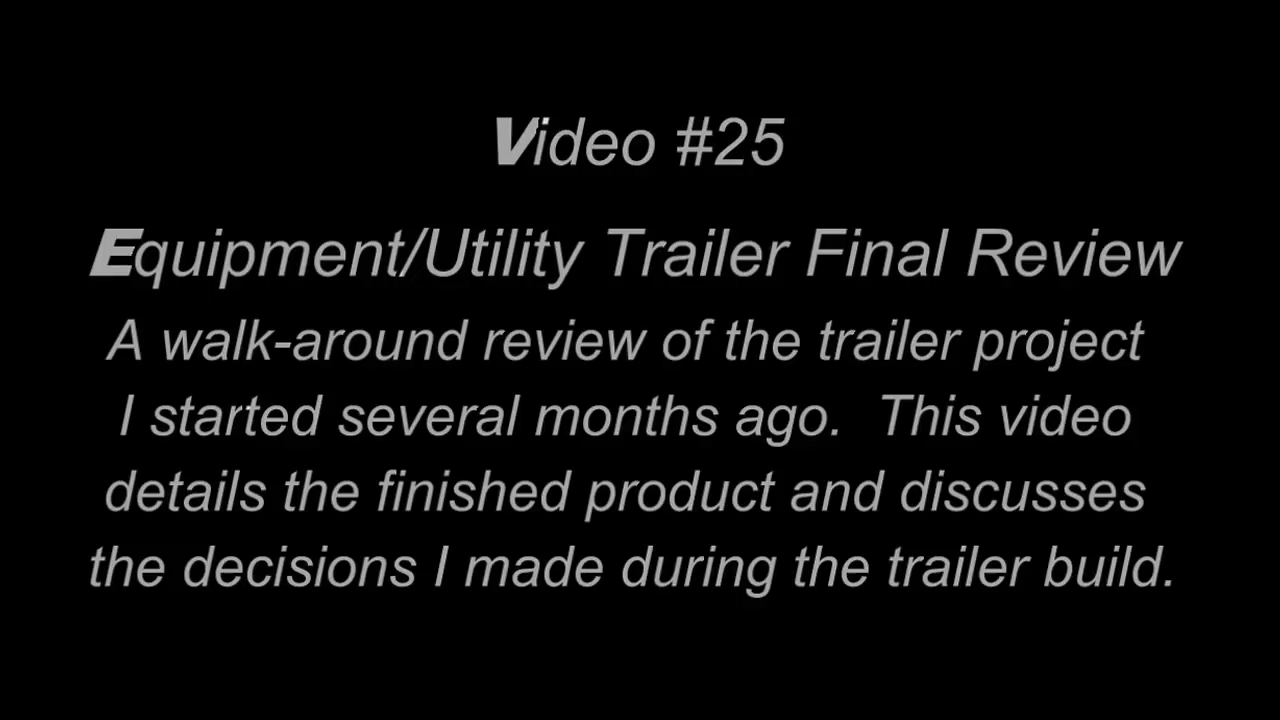 Video #25
Equipment/Utility Trailer Final Review
A walk-around review of the trailer project
I started several months ago.  This video
details the finished product and discusses
the decisions I made during the trailer build.